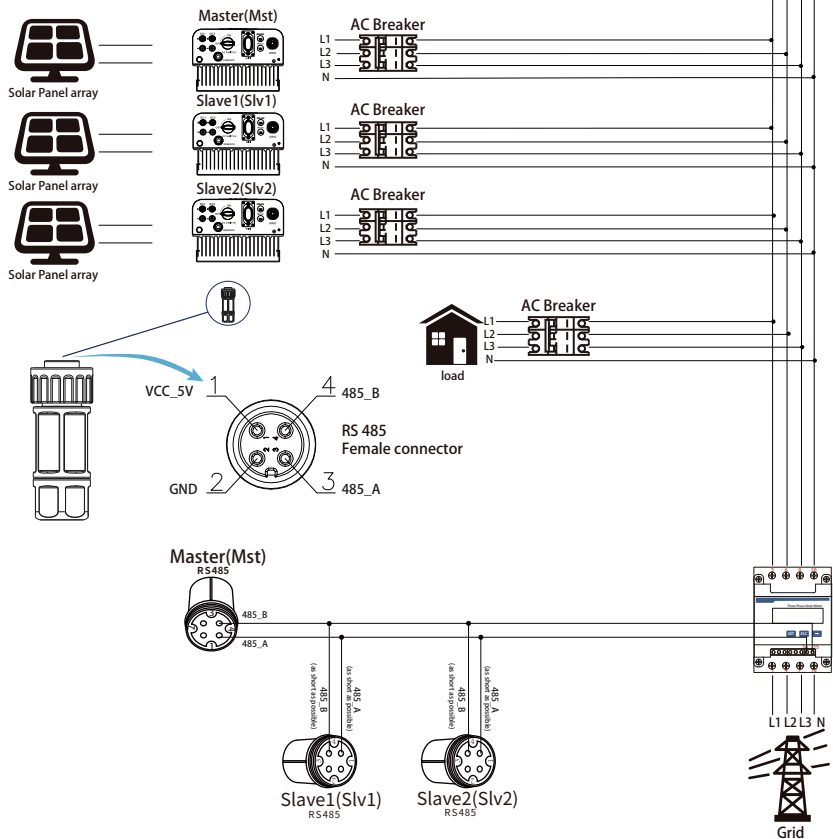 Master(Mst)
AC Breaker
L1
L2
L3
N
Solar Panel array
Slave1(Slv1)
AC Breaker
L1
L2
L3
N
Solar Panel array
Slave2(Slv2)
AC Breaker
L1
L2
L3
N
Solar Panel array
AC Breaker
L1
L2
L3
N
load
VCC_5V 1
4 485_B
RS 485
Female connector
1 4
2 3
GND 2
3 485_A
Master(Mst)
RS485
485_B
485_A
485_B
(as short as possible)
485_A
(as short as possible)
485_B
(as short as possible)
485_A
(as short as possible)
Slave1(Slv1)
RS485
Slave2(Slv2)
RS485
L1 L2 L3 N
Grid